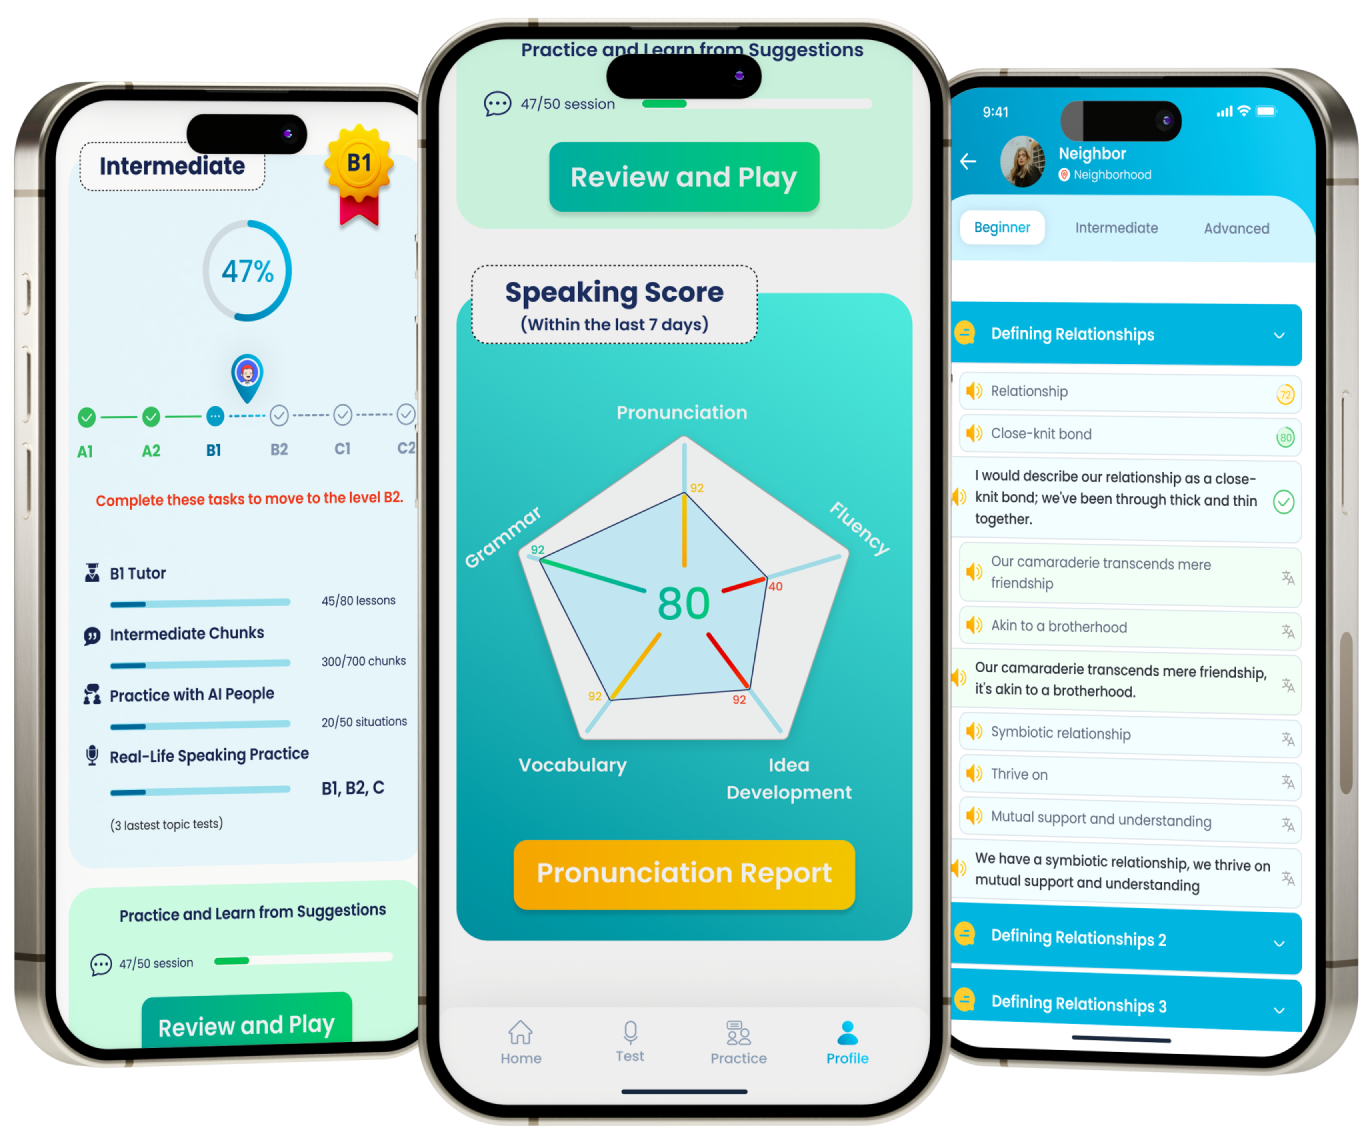 Intermediate
B1
47%
A1
A2
B1
B2
C1
C2
Complete these tasks to move to the level B2.
B1 Tutor
45/80 lessons
Intermediate Chunks
300/700 chunks
Practice with AI People
20/50 situations
Real-Life Speaking Practice
B1, B2, C
(3 lastest topic tests)
Practice and Learn from Suggestions
47/50 session
Review and Play
Practice and Learn from Suggestions
47/50 session
Review and Play
Speaking Score
(Within the last 7 days)
Pronunciation
92
Grammar
92
Fluency
40
80
92
92
Vocabulary
Idea
Development
Pronunciation Report
Home
Test
Practice
Profile
9:41
Neighbor
Neighborhood
Beginner
Intermediate
Advanced
Defining Relationships
Relationship
72
Close-knit bond
80
I would describe our relationship as a close-
knit bond; we've been through thick and thin
together.
Our camaraderie transcends mere
friendship
Akin to a brotherhood
Our camaraderie transcends mere friendship,
it's akin to a brotherhood.
Symbiotic relationship
Thrive on
Mutual support and understanding
We have a symbiotic relationship, we thrive on
mutual support and understanding
Defining Relationships 2
Defining Relationships 3